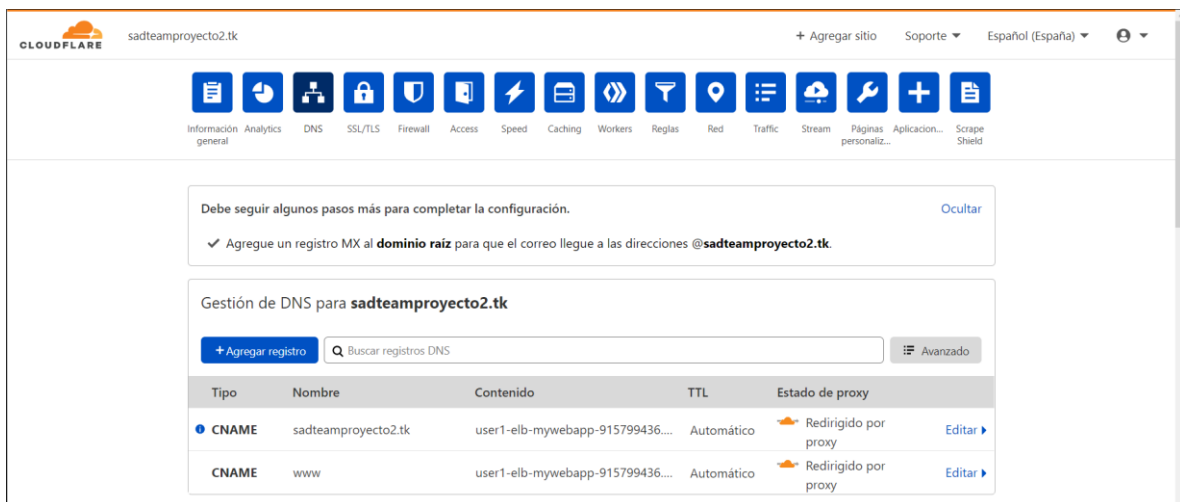 CLOUDFLARE
sadteamproyecto2.tk
+ Agregar sitio
Soporte
Español (España)
Información general
Analytics
DNS
SSL/TLS
Firewall
Access
Speed
Caching
Workers
Reglas
Red
Traffic
Stream
Páginas personaliz...
Aplicacion...
Scrape Shield
Debe seguir algunos pasos más para completar la configuración.
Ocultar
Agregue un registro MX al dominio raíz para que el correo llegue a las direcciones @sadteamproyecto2.tk.
Gestión de DNS para sadteamproyecto2.tk
+ Agregar registro
Buscar registros DNS
Avanzado
Tipo Nombre Contenido TTL Estado de proxy
CNAME sadteamproyecto2.tk user1-elb-mywebapp-915799436.... Automático Redirigido por proxy Editar
CNAME www user1-elb-mywebapp-915799436.... Automático Redirigido por proxy Editar